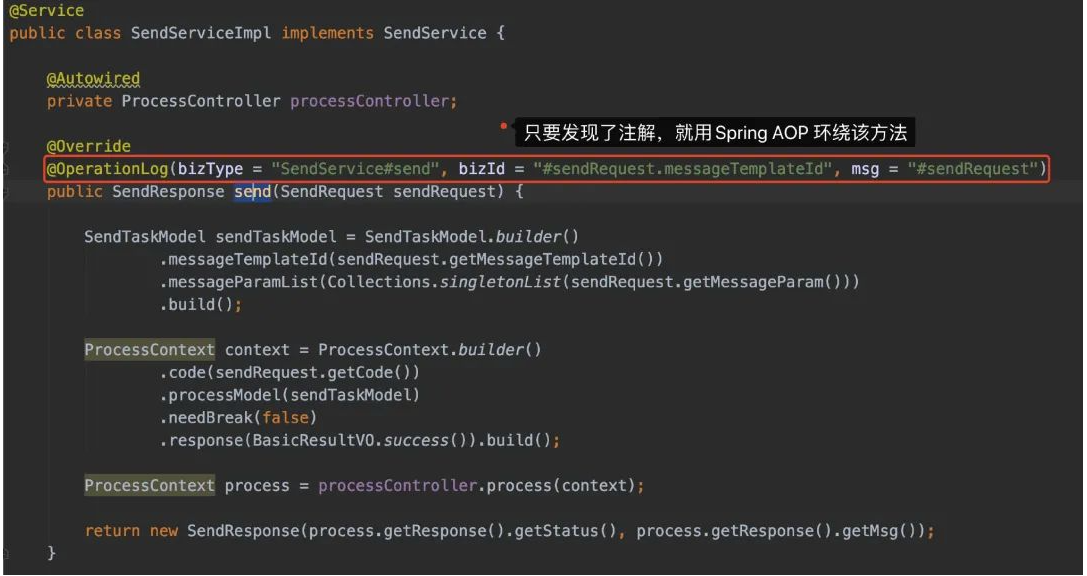 @Service
public class SendServiceImpl implements SendService {
@Autowired
private ProcessController processController;
只要发现了注解，就用Spring AOP 环绕该方法
@Override
@OperationLog(bizType = "SendService#send", bizId = "#sendRequest.messageTemplateId", msg = "#sendRequest")
public SendResponse send(SendRequest sendRequest) {
SendTaskModel sendTaskModel = SendTaskModel.builder()
.messageTemplateId(sendRequest.getMessageTemplateId())
.messageParamList(Collections.singletonList(sendRequest.getMessageParam()))
.build();
ProcessContext context = ProcessContext.builder()
.code(sendRequest.getCode())
.processModel(sendTaskModel)
.needBreak(false)
.response(BasicResultVO.success()).build();
ProcessContext process = processController.process(context);
return new SendResponse(process.getResponse().getStatus(), process.getResponse().getMsg());
}